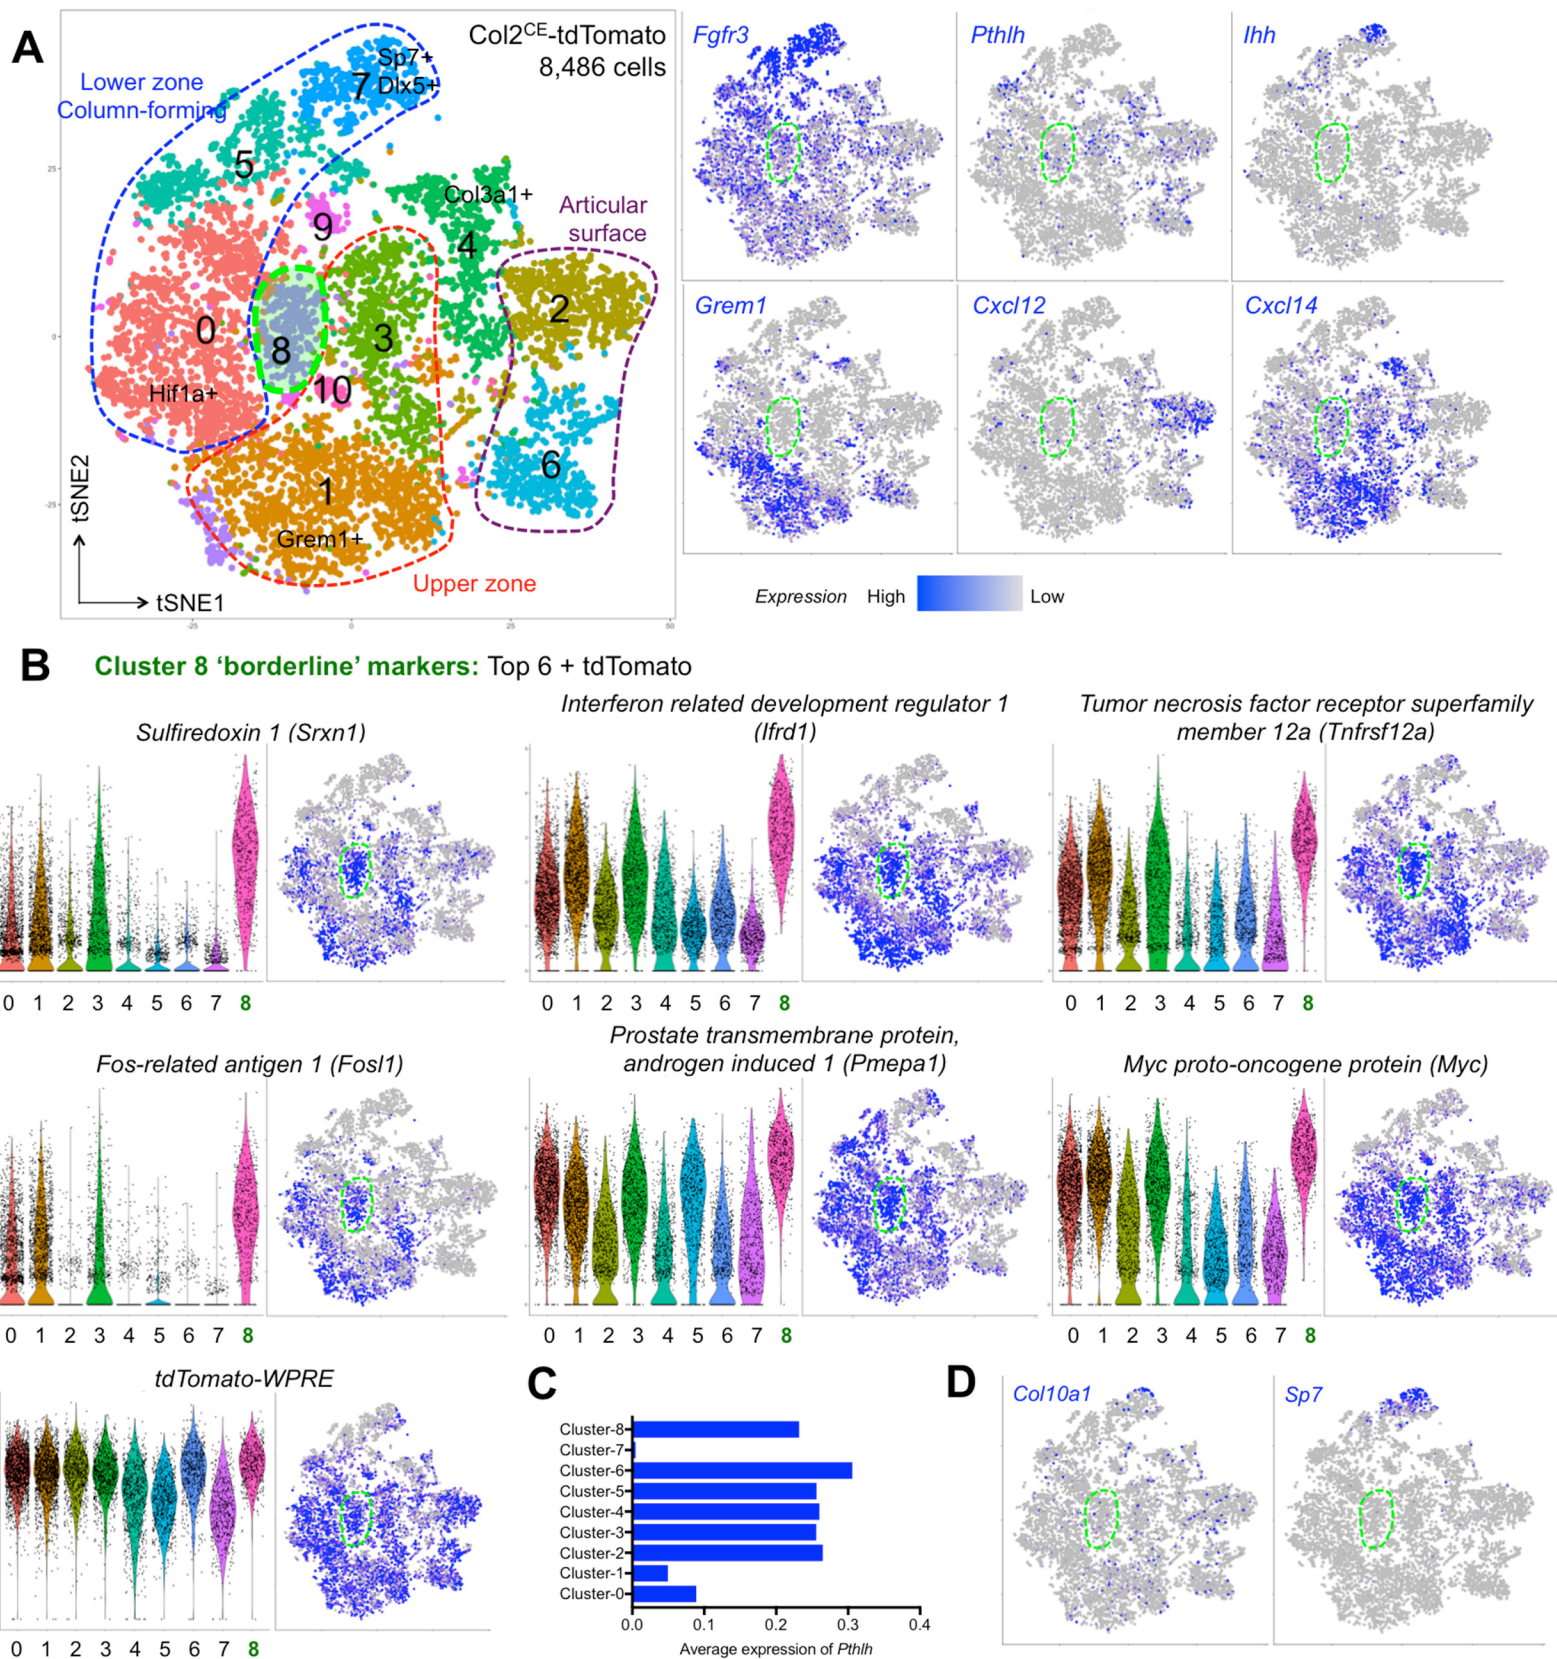 A
Col2CE-tdTomato
8,486 cells
Lower zone
Column-forming
Sp7+
Dlx5+
7
5
9
Col3a1+
4
Articular
surface
2
0
8
3
10
Hif1a+
6
1
Grem1+
Upper zone
25
0
-25
tSNE2
tSNE1
-25
0
25
50
Fgfr3
Pthlh
Ihh
Grem1
Cxcl12
Cxcl14
Expression High Low
B
Cluster 8 ‘borderline’ markers: Top 6 + tdTomato
Sulfiredoxin 1 (Srxn1)
0 1 2 3 4 5 6 7 8
Interferon related development regulator 1
(Ifrd1)
0 1 2 3 4 5 6 7 8
Tumor necrosis factor receptor superfamily
member 12a (Tnfrsf12a)
0 1 2 3 4 5 6 7 8
Fos-related antigen 1 (Fosl1)
0 1 2 3 4 5 6 7 8
Prostate transmembrane protein,
androgen induced 1 (Pmepa1)
0 1 2 3 4 5 6 7 8
Myc proto-oncogene protein (Myc)
0 1 2 3 4 5 6 7 8
tdTomato-WPRE
0 1 2 3 4 5 6 7 8
C
Cluster-8
Cluster-7
Cluster-6
Cluster-5
Cluster-4
Cluster-3
Cluster-2
Cluster-1
Cluster-0
0.0 0.1 0.2 0.3 0.4
Average expression of Pthlh
D
Col10a1
Sp7